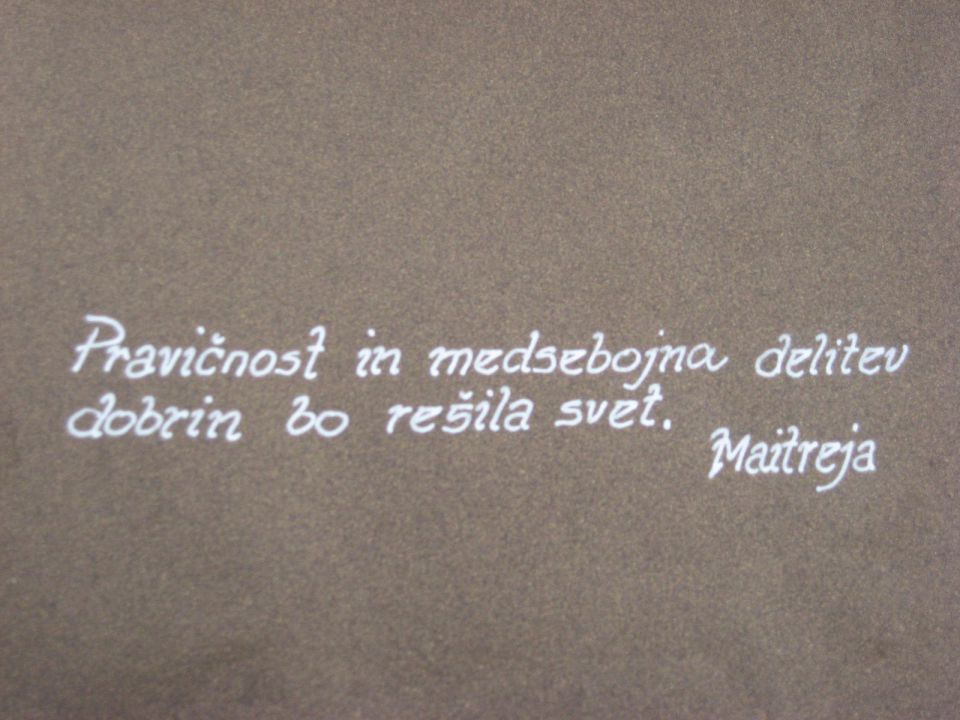 Pravičnost in medsebojna delitev
dobrin bo rešila svet.
Maitreja